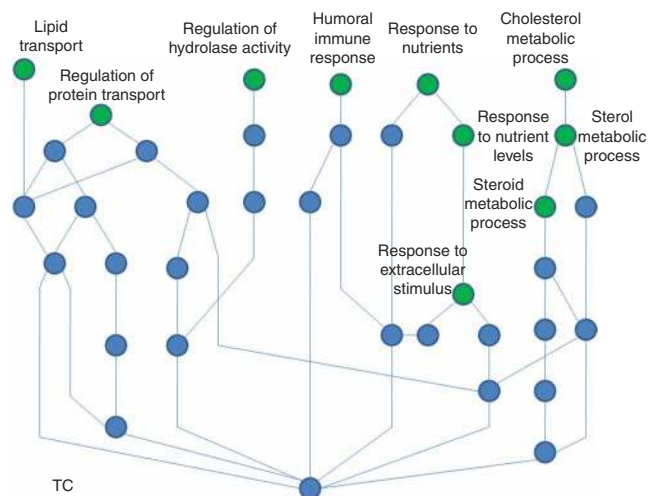 Lipid
transport
Regulation of
protein transport
Regulation of
hydrolase activity
Humoral
immune
response
Response to
nutrients
Cholesterol
metabolic
process
Response
to nutrient
levels
Sterol
metabolic
process
Steroid
metabolic
process
Response to
extracellular
stimulus
TC